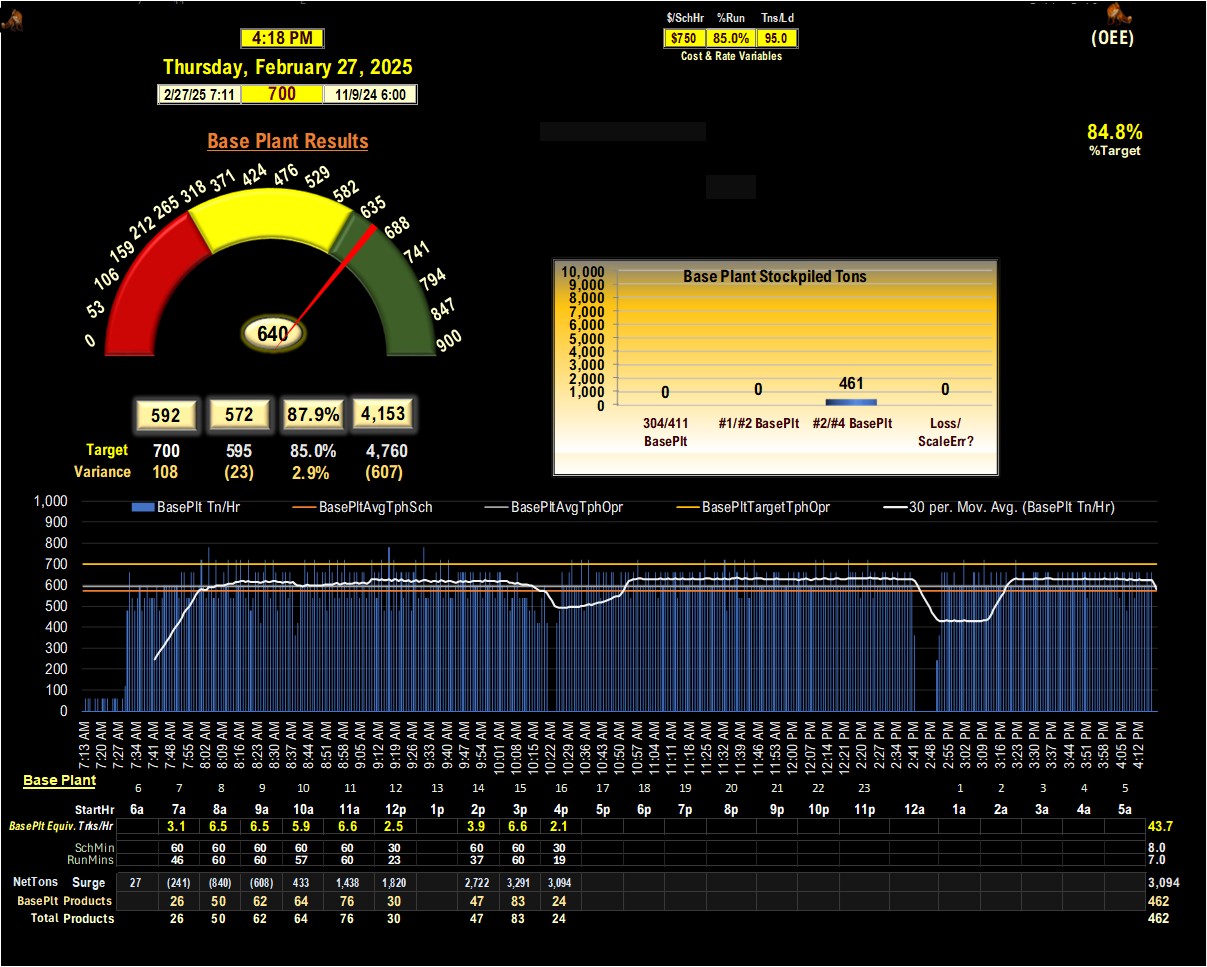 $/SchHr %Run Tns/Ld
4:18 PM $750 85.0% 95.0 (OEE)
Cost & Rate Variables
Thursday, February 27, 2025
2/27/25 7:11 700 11/9/24 6:00
84.8%
%Target
Base Plant Results
0 53 106 159 212 265 318 371 424 476 529 582 635 688 741 794 847 900
640
Base Plant Stockpiled Tons
10,000
9,000
8,000
7,000
6,000
5,000
4,000
3,000
2,000
1,000
0
0 0 461 0
304/411 BasePlt
#1/#2 BasePlt
#2/#4 BasePlt
Loss/ ScaleErr?
592 572 87.9% 4,153
Target 700 595 85.0% 4,760
Variance 108 (23) 2.9% (607)
BasePlt Tn/Hr BasePltAvgTphSch BasePltAvgTphOpr BasePltTargetTphOpr 30 per. Mov. Avg. (BasePlt Tn/Hr)
1,000
900
800
700
600
500
400
300
200
100
0
7:13 AM 7:20 AM 7:27 AM 7:34 AM 7:41 AM 7:48 AM 7:55 AM 8:02 AM 8:09 AM 8:16 AM 8:23 AM 8:30 AM 8:37 AM 8:44 AM 8:51 AM 8:58 AM 9:05 AM 9:12 AM 9:19 AM 9:26 AM 9:33 AM 9:40 AM 9:47 AM 9:54 AM 10:01 AM 10:08 AM 10:15 AM 10:22 AM 10:29 AM 10:36 AM 10:43 AM 10:50 AM 10:57 AM 11:04 AM 11:11 AM 11:18 AM 11:25 AM 11:32 AM 11:39 AM 11:46 AM 11:53 AM 12:00 PM 12:07 PM 12:14 PM 12:21 PM 2:20 PM 2:27 PM 2:34 PM 2:41 PM 2:48 PM 2:55 PM 3:02 PM 3:09 PM 3:16 PM 3:23 PM 3:30 PM 3:37 PM 3:44 PM 3:51 PM 3:58 PM 4:05 PM 4:12 PM
Base Plant
6 7 8 9 10 11 12 14 15 16 17 18 19 20 21 22 23 1 2 3 4 5
StartHr 6a 7a 8a 9a 10a 11a 12p 1p 2p 3p 4p 5p 6p 7p 8p 9p 10p 11p 12a 1a 2a 3a 4a 5a
BasePlt Equiv. Trks/Hr 3.1 6.5 6.5 5.9 6.6 2.5 3.9 6.6 2.1 43.7
SchMin 60 60 60 60 60 30 60 60 30 8.0
RunMins 46 60 60 57 60 23 37 60 19 7.0
NetTons Surge 27 (241) (840) (608) 433 1,438 1,820 2,722 3,291 3,094 3,094
BasePlt Products 26 50 62 64 76 30 47 83 24 462
Total Products 26 50 62 64 76 30 47 83 24 462